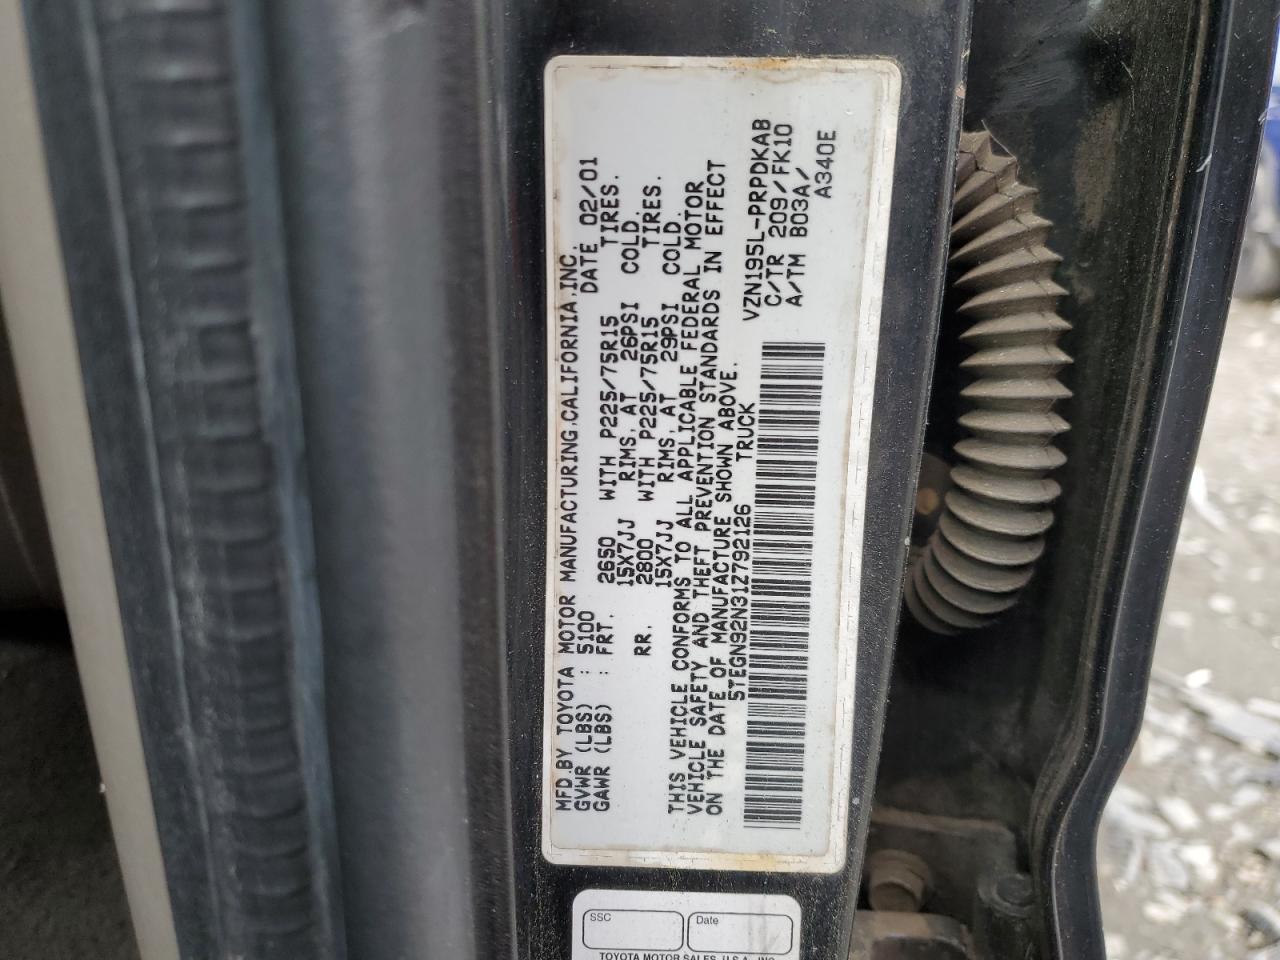 MFD.BY TOYOTA MOTOR MANUFACTURING,CALIFORNIA,INC.
GVWR (LBS) : 5100 DATE 02/01
GAWR (LBS) : FRT. 2650 WITH P225/75R15 TIRES.
15X7JJ RIMS,AT 26PSI COLD.
RR. 2800 WITH P225/75R15 TIRES.
15X7JJ RIMS,AT 29PSI COLD.
THIS VEHICLE CONFORMS TO ALL APPLICABLE FEDERAL MOTOR
VEHICLE SAFETY AND THEFT PREVENTION STANDARDS IN EFFECT
ON THE DATE OF MANUFACTURE SHOWN ABOVE.
5TEGN92N31Z792126 TRUCK
VZN195L-PRPDKAB
C/TR 209/FK10
A/TM B03A/
A340E
SSC Date
TOYOTA MOTOR SALES, U.S.A., INC.